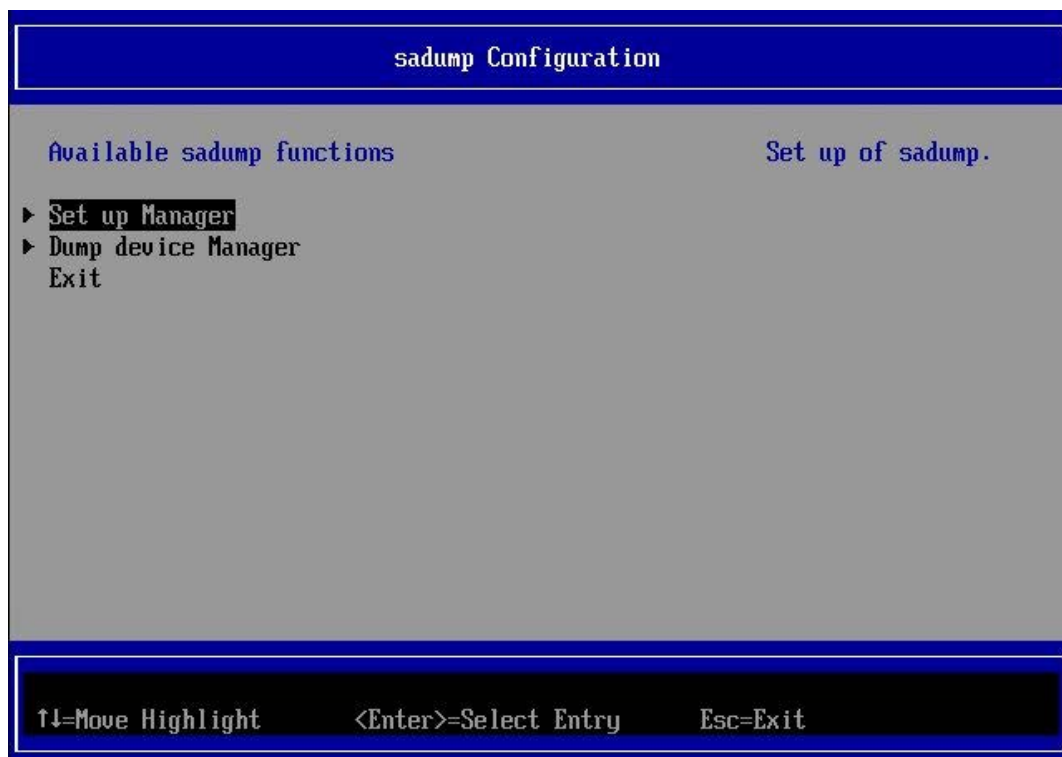 sadump Configuration
Available sadump functions
Set up of sadump.
Set up Manager
Dump device Manager
Exit
↑↓=Move Highlight <Enter>=Select Entry Esc=Exit